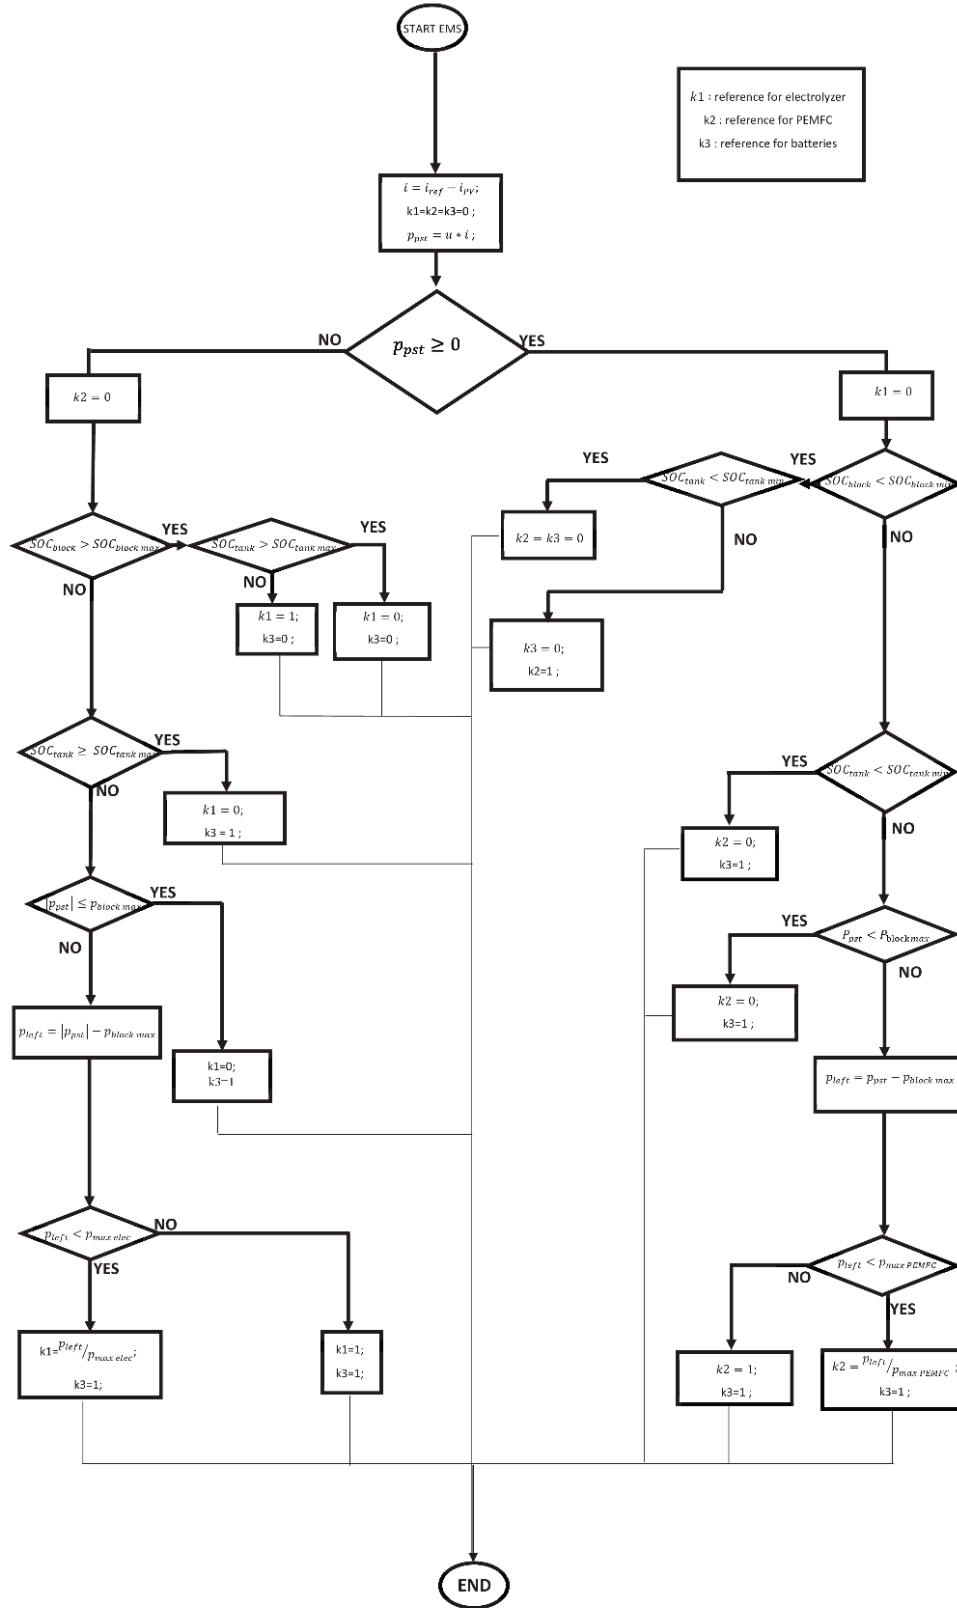 START EMS
k1 : reference for electrolyzer
k2 : reference for PEMFC
k3 : reference for batteries
i = i_ref − i_PV;
k1=k2=k3=0 ;
p_pst = u * i ;
NO
p_pst ≥ 0
YES
k2 = 0
k1 = 0
YES
SOC_tank < SOC_tank min
YES
SOC_block < SOC_block min
SOC_block > SOC_block max
YES
SOC_tank > SOC_tank max
YES
k2 = k3 = 0
NO
NO
NO
NO
k1 = 1;
k3=0 ;
k1 = 0;
k3=0 ;
k3 = 0;
k2=1 ;
SOC_tank ≥ SOC_tank max
YES
YES
SOC_tank < SOC_tank min
NO
k1 = 0;
k3 = 1 ;
NO
k2 = 0;
k3=1 ;
|p_pst| ≤ p_block max
YES
YES
P_pst < P_blockmax
NO
NO
k2 = 0;
k3=1 ;
p_left = |p_pst| − p_block max
k1=0;
k3=1
p_left = p_pst − p_block max
p_left < p_max elec
NO
YES
p_left < p_max PEMFC
NO
YES
k1=p_left/p_max elec;
k3=1;
k1=1;
k3=1;
k2 = 1;
k3=1 ;
k2 = p_left/p_max PEMFC ;
k3=1 ;
END